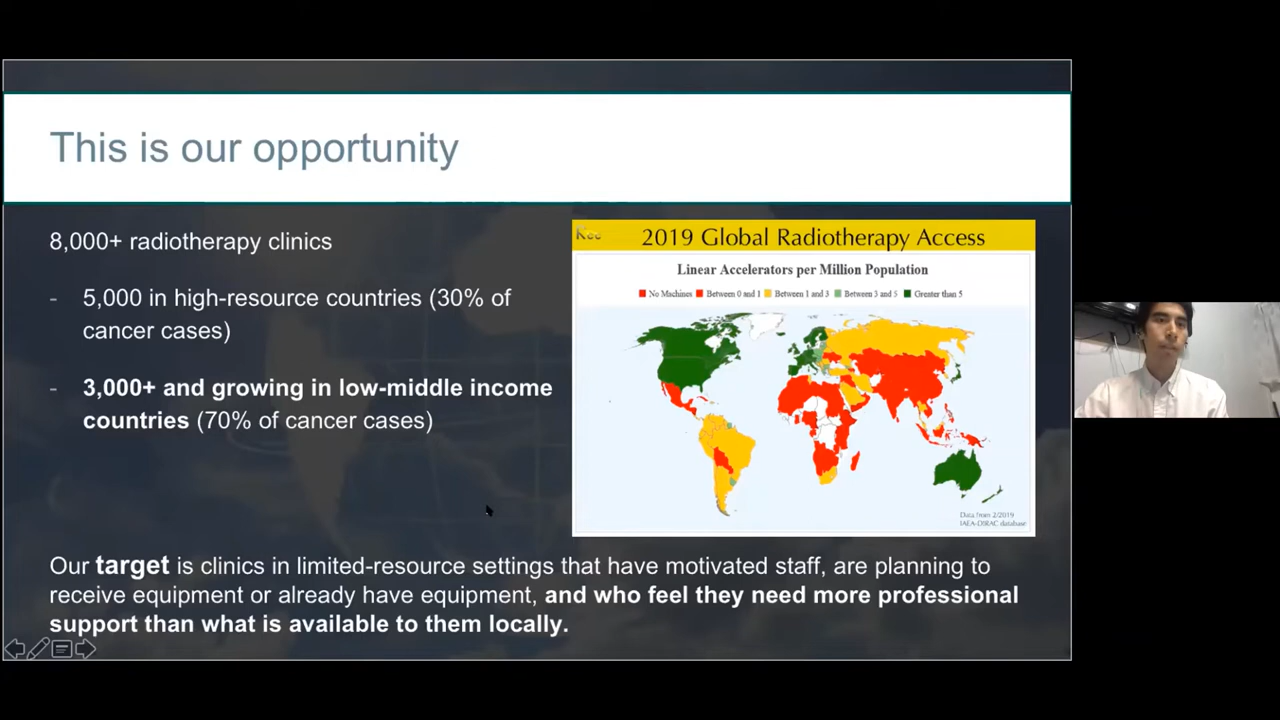 This is our opportunity
8,000+ radiotherapy clinics
- 5,000 in high-resource countries (30% of
cancer cases)
- 3,000+ and growing in low-middle income
countries (70% of cancer cases)
2019 Global Radiotherapy Access
Linear Accelerators per Million Population
No Machines Between 0 and 1 Between 1 and 3 Between 3 and 5 Greater than 5
Data from 2/2019
IAEA-DIRAC database
Our target is clinics in limited-resource settings that have motivated staff, are planning to
receive equipment or already have equipment, and who feel they need more professional
support than what is available to them locally.